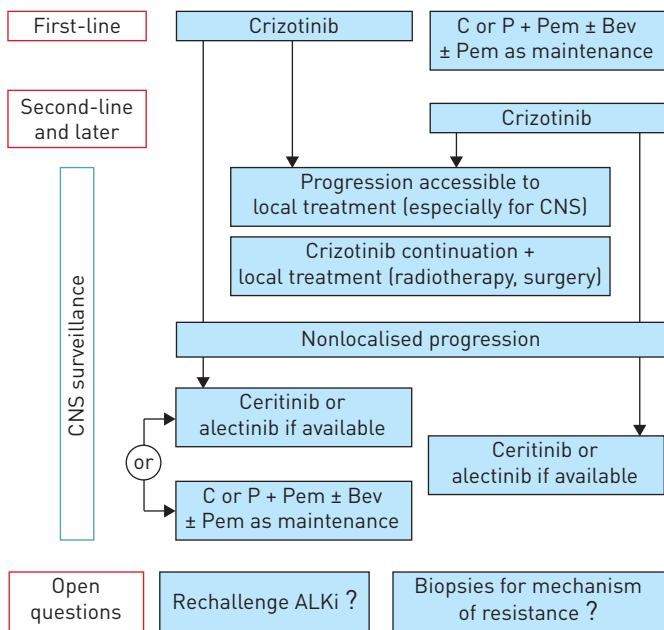 First-line
Crizotinib
C or P + Pem ± Bev
± Pem as maintenance
Second-line
and later
Crizotinib
Progression accessible to
local treatment (especially for CNS)
Crizotinib continuation +
local treatment (radiotherapy, surgery)
CNS surveillance
Nonlocalised progression
Ceritinib or
alectinib if available
or
C or P + Pem ± Bev
± Pem as maintenance
Ceritinib or
alectinib if available
Open
questions
Rechallenge ALKi ?
Biopsies for mechanism
of resistance ?